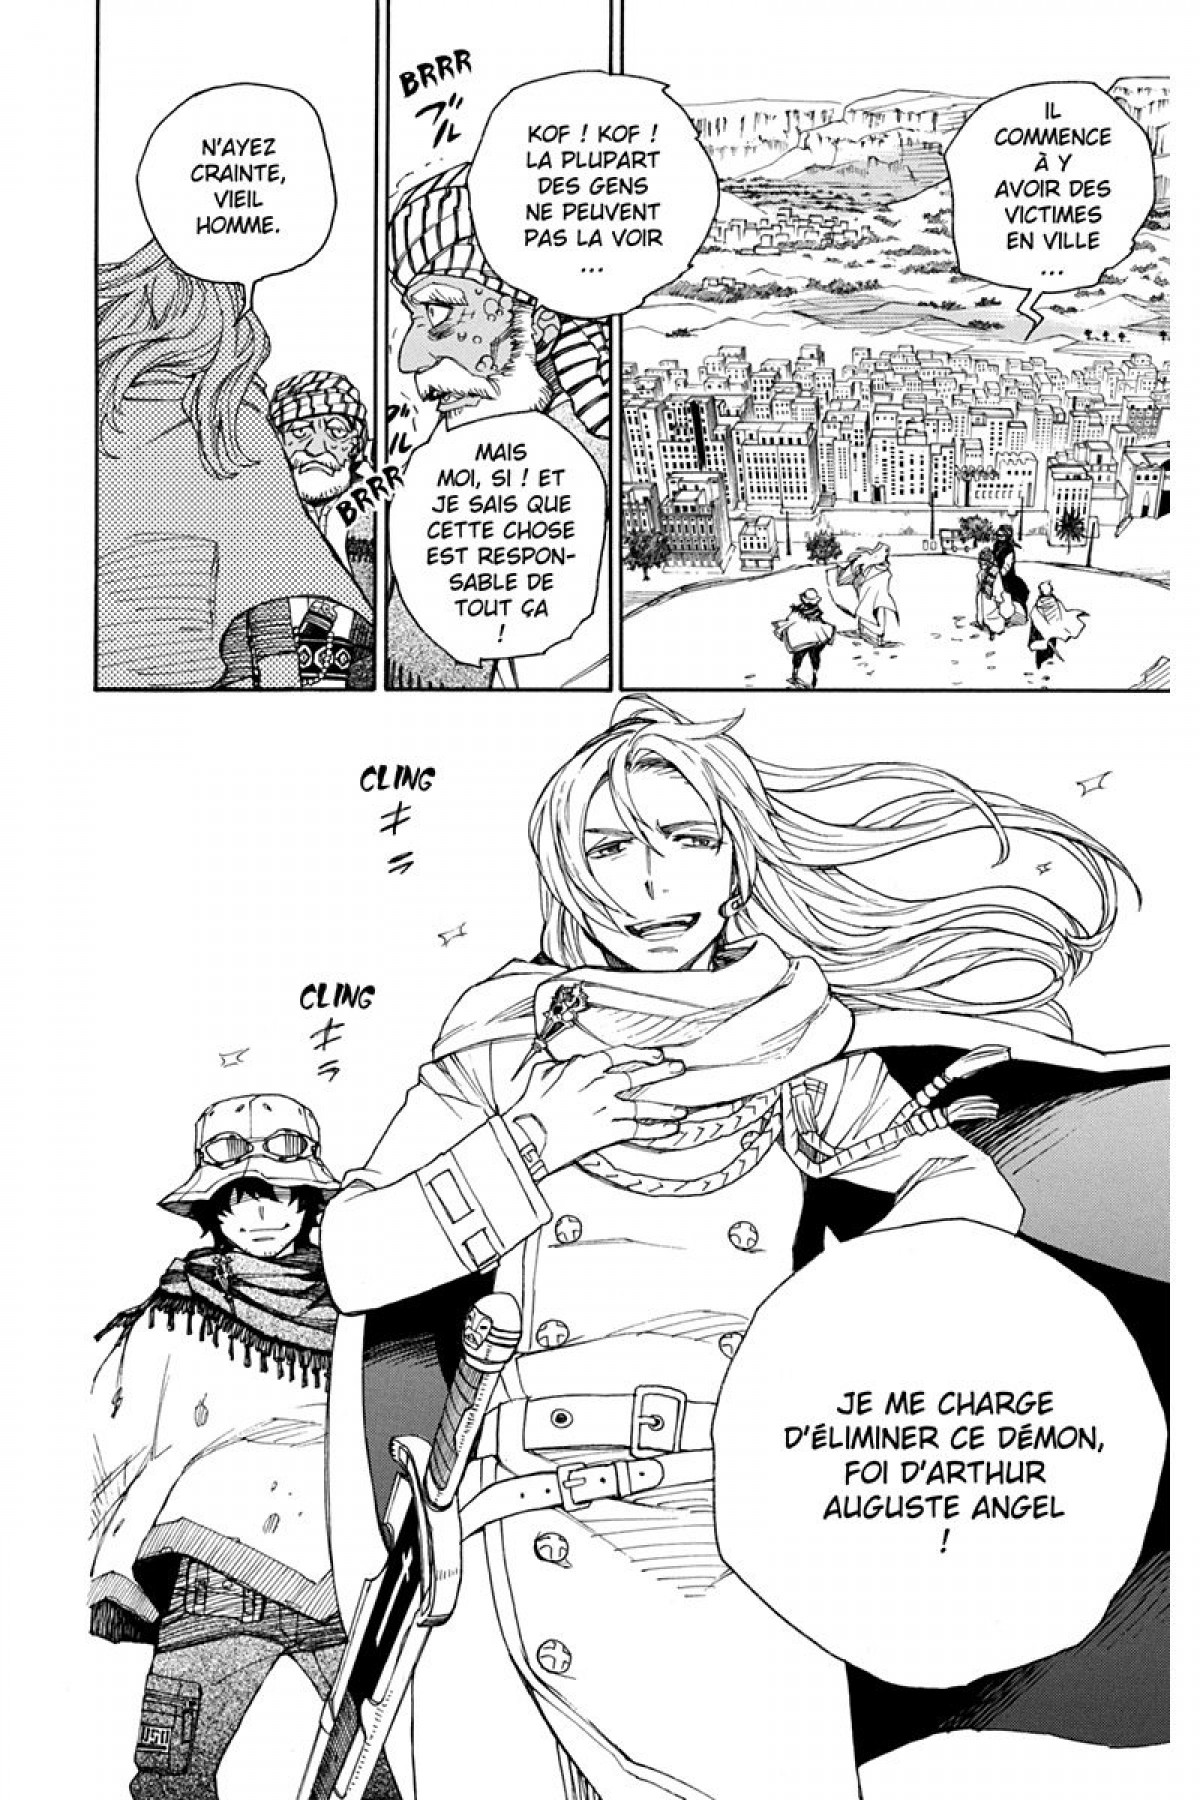 IL
COMMENCE
À Y
AVOIR DES
VICTIMES
EN VILLE
...
BRRR
ブル
KOF ! KOF !
LA PLUPART
DES GENS
NE PEUVENT
PAS LA VOIR
...
MAIS
MOI, SI ! ET
JE SAIS QUE
CETTE CHOSE
EST RESPON-
SABLE DE
TOUT ÇA
!
ブル
BRRR
N'AYEZ
CRAINTE,
VIEIL
HOMME.
CLING
キラ
CLING
キラ
JE ME CHARGE
D'ÉLIMINER CE DÉMON,
FOI D'ARTHUR
AUGUSTE ANGEL
!